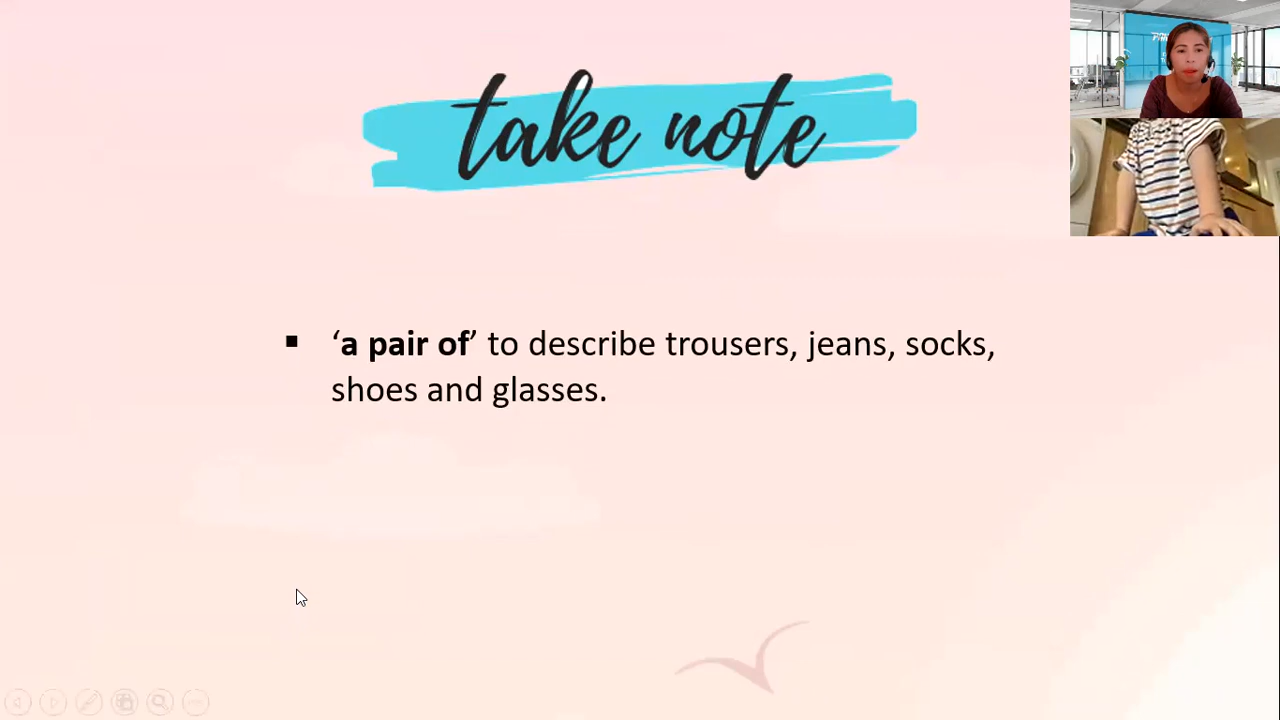 take note
▪ ‘a pair of’ to describe trousers, jeans, socks,
shoes and glasses.